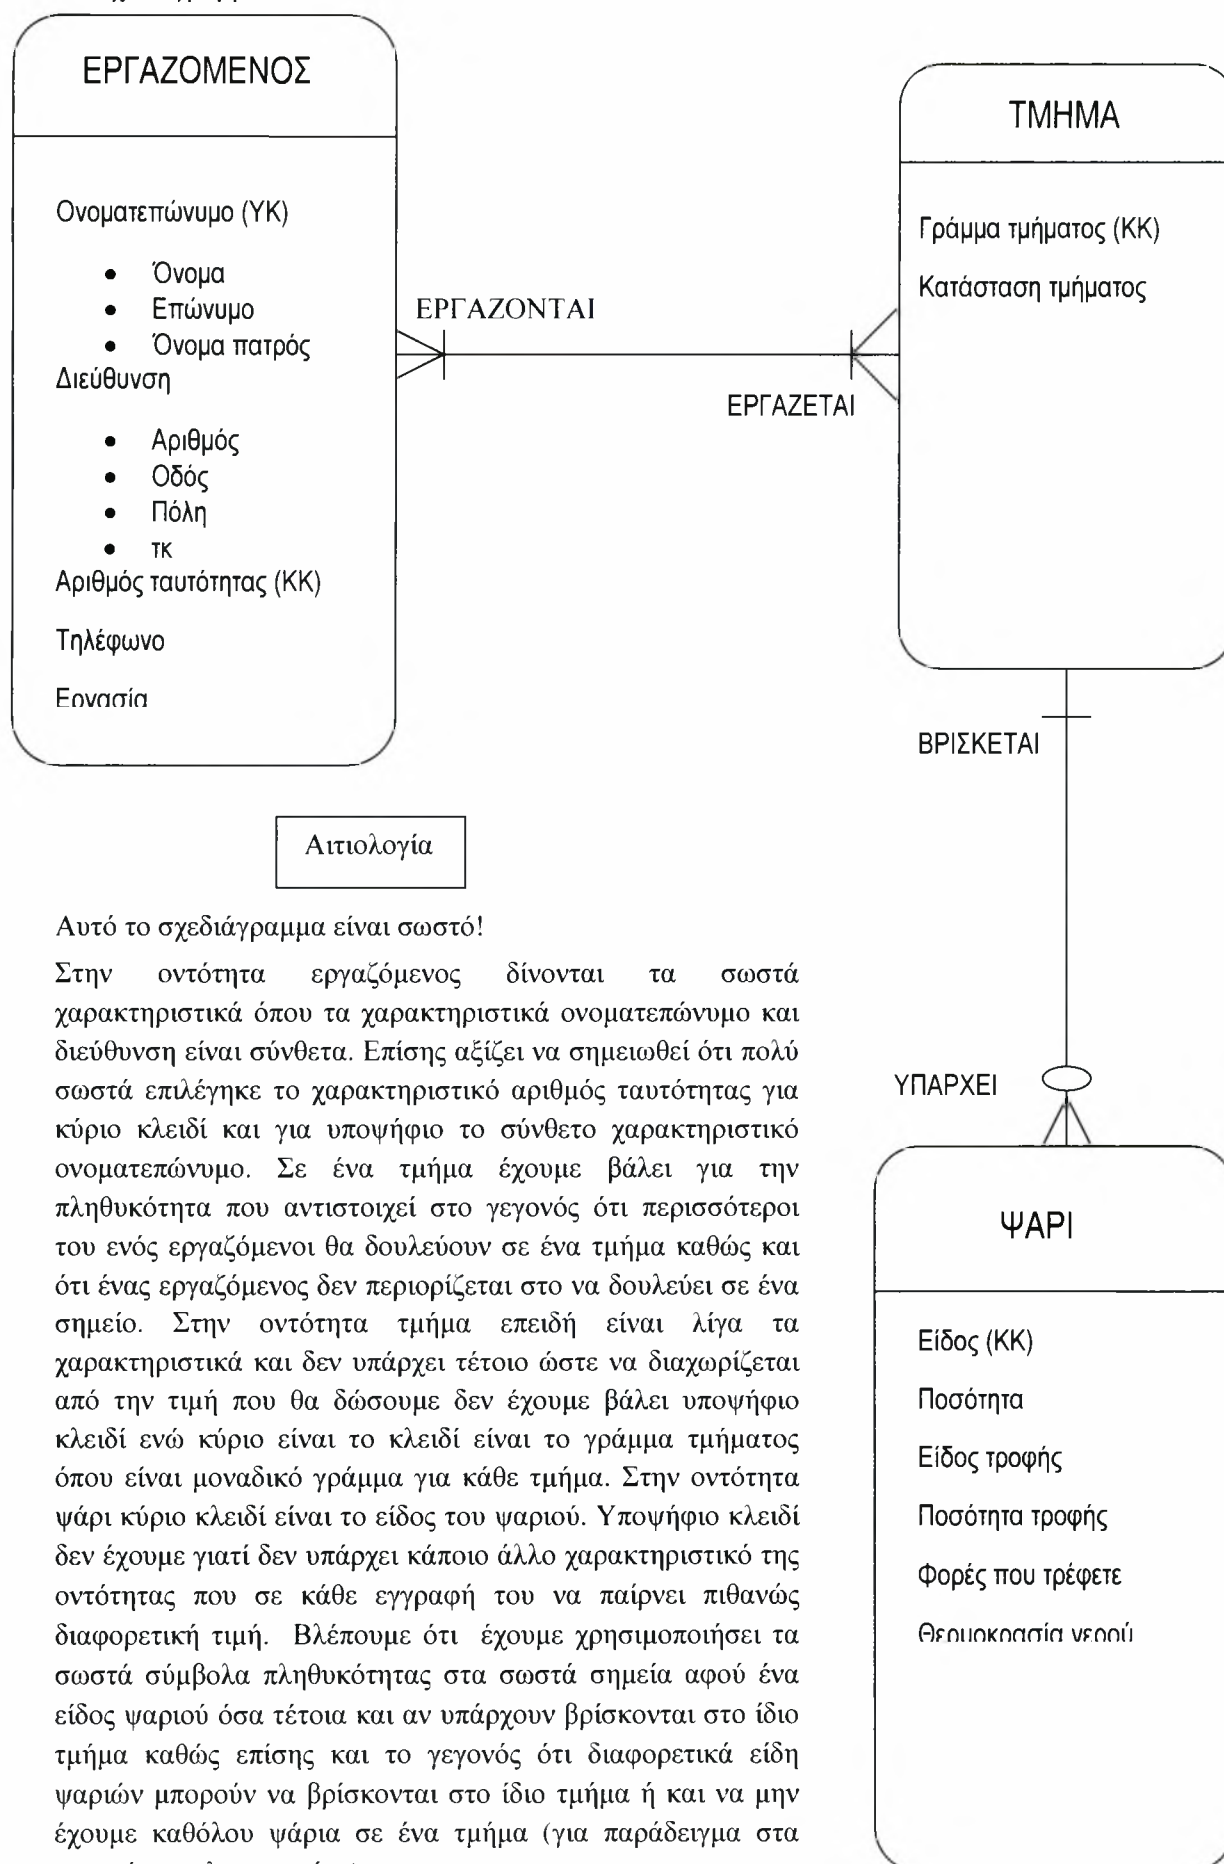 ΕΡΓΑΖΟΜΕΝΟΣ
Ονοματεπώνυμο (ΥΚ)
• Όνομα
• Επώνυμο
• Όνομα πατρός
Διεύθυνση
• Αριθμός
• Οδός
• Πόλη
• τκ
Αριθμός ταυτότητας (ΚΚ)
Τηλέφωνο
Εργασία
ΕΡΓΑΖΟΝΤΑΙ
ΕΡΓΑΖΕΤΑΙ
ΤΜΗΜΑ
Γράμμα τμήματος (ΚΚ)
Κατάσταση τμήματος
ΒΡΙΣΚΕΤΑΙ
ΥΠΑΡΧΕΙ
ΨΑΡΙ
Είδος (ΚΚ)
Ποσότητα
Είδος τροφής
Ποσότητα τροφής
Φορές που τρέφετε
Θερμοκρασία νερού
Αιτιολογία
Αυτό το σχεδιάγραμμα είναι σωστό!
Στην οντότητα εργαζόμενος δίνονται τα σωστά
χαρακτηριστικά όπου τα χαρακτηριστικά ονοματεπώνυμο και
διεύθυνση είναι σύνθετα. Επίσης αξίζει να σημειωθεί ότι πολύ
σωστά επιλέγηκε το χαρακτηριστικό αριθμός ταυτότητας για
κύριο κλειδί και για υποψήφιο το σύνθετο χαρακτηριστικό
ονοματεπώνυμο. Σε ένα τμήμα έχουμε βάλει για την
πληθυκότητα που αντιστοιχεί στο γεγονός ότι περισσότεροι
του ενός εργαζόμενοι θα δουλεύουν σε ένα τμήμα καθώς και
ότι ένας εργαζόμενος δεν περιορίζεται στο να δουλεύει σε ένα
σημείο. Στην οντότητα τμήμα επειδή είναι λίγα τα
χαρακτηριστικά και δεν υπάρχει τέτοιο ώστε να διαχωρίζεται
από την τιμή που θα δώσουμε δεν έχουμε βάλει υποψήφιο
κλειδί ενώ κύριο είναι το κλειδί είναι το γράμμα τμήματος
όπου είναι μοναδικό γράμμα για κάθε τμήμα. Στην οντότητα
ψάρι κύριο κλειδί είναι το είδος του ψαριού. Υποψήφιο κλειδί
δεν έχουμε γιατί δεν υπάρχει κάποιο άλλο χαρακτηριστικό της
οντότητας που σε κάθε εγγραφή του να παίρνει πιθανώς
διαφορετική τιμή. Βλέπουμε ότι έχουμε χρησιμοποιήσει τα
σωστά σύμβολα πληθυκότητας στα σωστά σημεία αφού ένα
είδος ψαριού όσα τέτοια και αν υπάρχουν βρίσκονται στο ίδιο
τμήμα καθώς επίσης και το γεγονός ότι διαφορετικά είδη
ψαριών μπορούν να βρίσκονται στο ίδιο τμήμα ή και να μην
έχουμε καθόλου ψάρια σε ένα τμήμα (για παράδειγμα στα